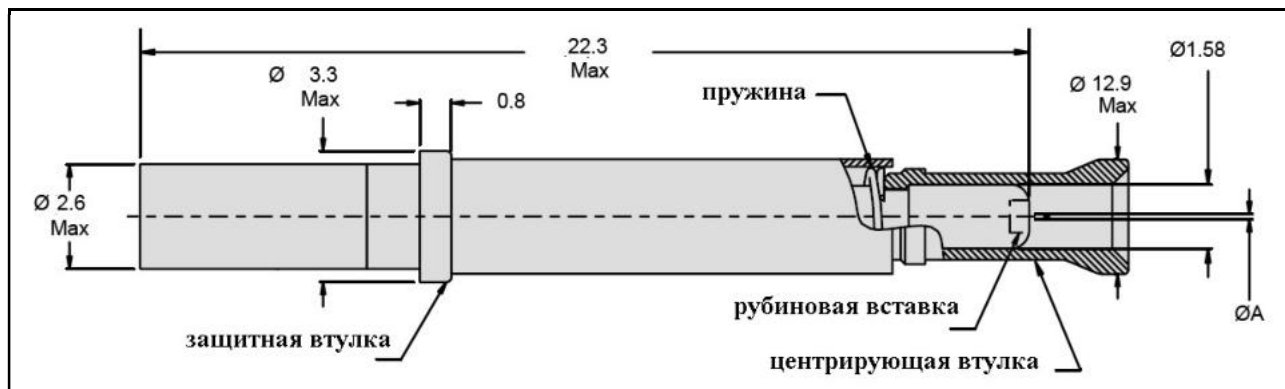 22.3
Max
Ø 3.3
Max
0.8
пружина
Ø1.58
Ø 12.9
Max
Ø 2.6
Max
рубиновая вставка
ØA
защитная втулка
центрирующая втулка